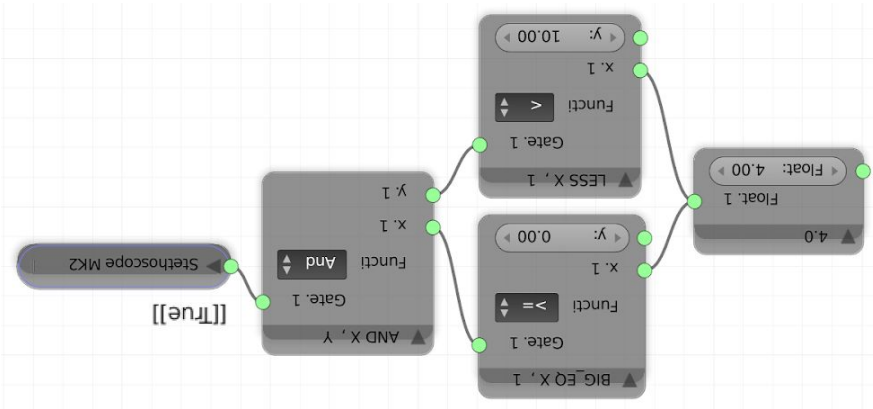 4.0
Float. 1
Float: 4.00
BIG_EQ X , 1
Gate. 1
Functi >=
x. 1
y: 0.00
LESS X , 1
Gate. 1
Functi <
x. 1
y: 10.00
AND X , Y
Gate. 1
Functi And
x. 1
y. 1
[[True]]
Stethoscope MK2